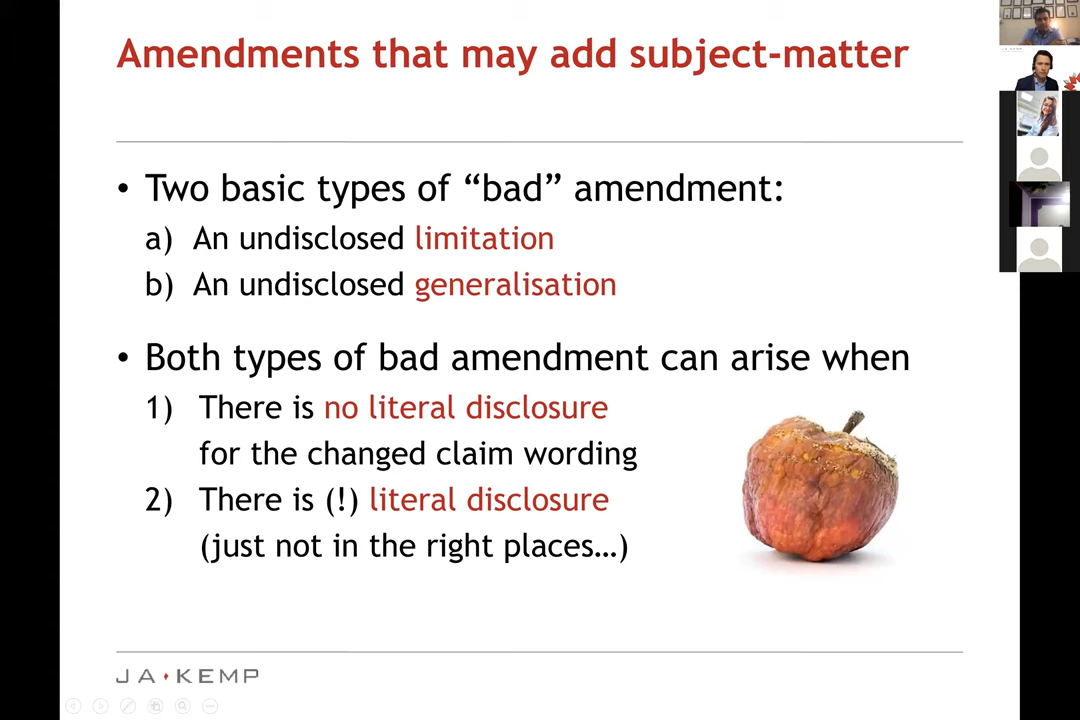 Amendments that may add subject-matter
• Two basic types of “bad” amendment:
a) An undisclosed limitation
b) An undisclosed generalisation
• Both types of bad amendment can arise when
1) There is no literal disclosure
for the changed claim wording
2) There is (!) literal disclosure
(just not in the right places…)
JA♦KEMP